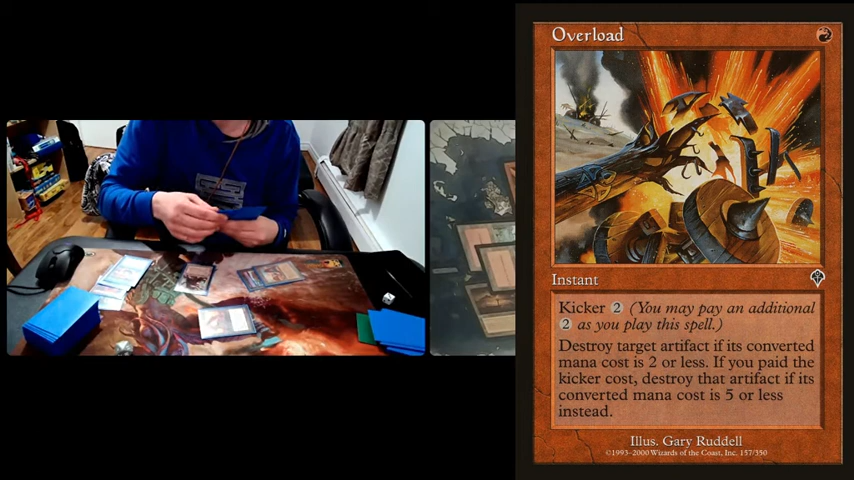 Overload
Instant
Kicker 2 (You may pay an additional
2 as you play this spell.)
Destroy target artifact if its converted
mana cost is 2 or less. If you paid the
kicker cost, destroy that artifact if its
converted mana cost is 5 or less
instead.
Illus. Gary Ruddell
©1993–2000 Wizards of the Coast, Inc. 157/350